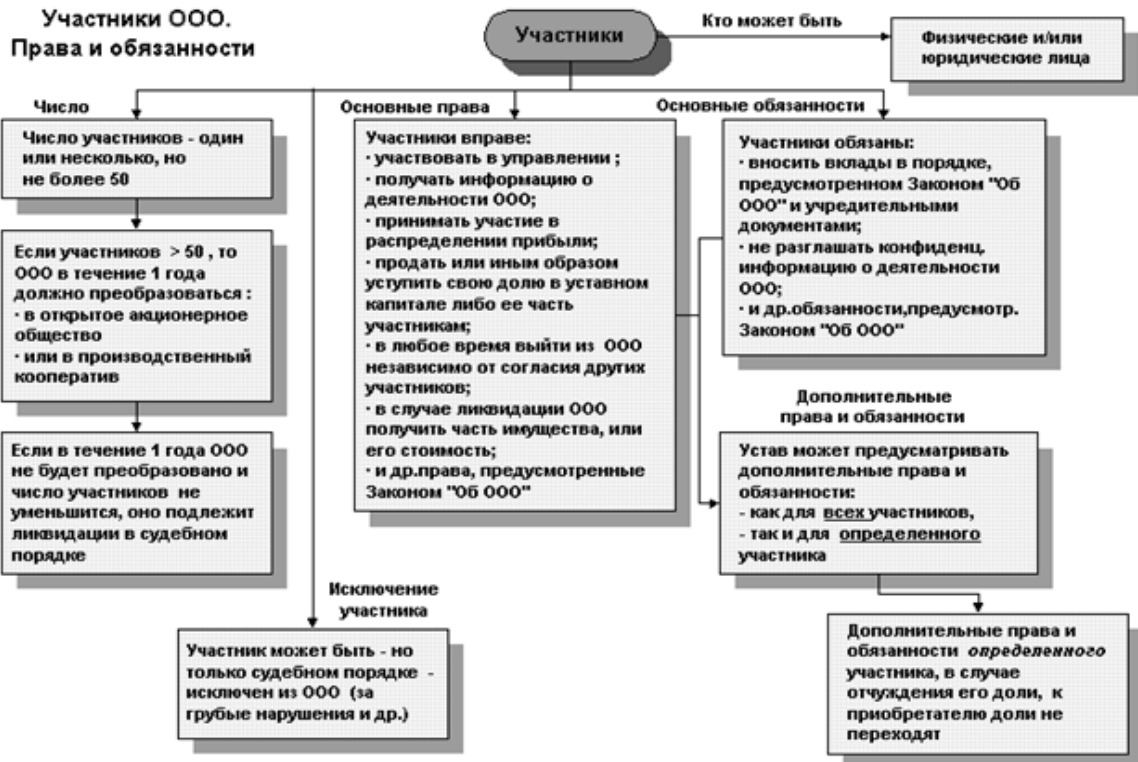 Участники ООО.
Права и обязанности
Участники
Кто может быть
Физические и/или
юридические лица
Число
Число участников - один
или несколько, но
не более 50
Если участников > 50 , то
ООО в течение 1 года
должно преобразоваться :
· в открытое акционерное
общество
· или в производственный
кооператив
Если в течение 1 года ООО
не будет преобразовано и
число участников не
уменьшится, оно подлежит
ликвидации в судебном
порядке
Исключение
участника
Участник может быть - но
только судебном порядке -
исключен из ООО (за
грубые нарушения и др.)
Основные права
Участники вправе:
· участвовать в управлении ;
· получать информацию о
деятельности ООО;
· принимать участие в
распределении прибыли;
· продать или иным образом
уступить свою долю в уставном
капитале либо ее часть
участникам;
· в любое время выйти из ООО
независимо от согласия других
участников;
· в случае ликвидации ООО
получить часть имущества, или
его стоимость;
· и др.права, предусмотренные
Законом "Об ООО"
Основные обязанности
Участники обязаны:
· вносить вклады в порядке,
предусмотренном Законом "Об
ООО" и учредительными
документами;
· не разглашать конфиденц.
информацию о деятельности
ООО;
· и др.обязанности,предусмотр.
Законом "Об ООО"
Дополнительные
права и обязанности
Устав может предусматривать
дополнительные права и
обязанности:
- как для всех участников,
- так и для определенного
участника
Дополнительные права и
обязанности определенного
участника, в случае
отчуждения его доли, к
приобретателю доли не
переходят